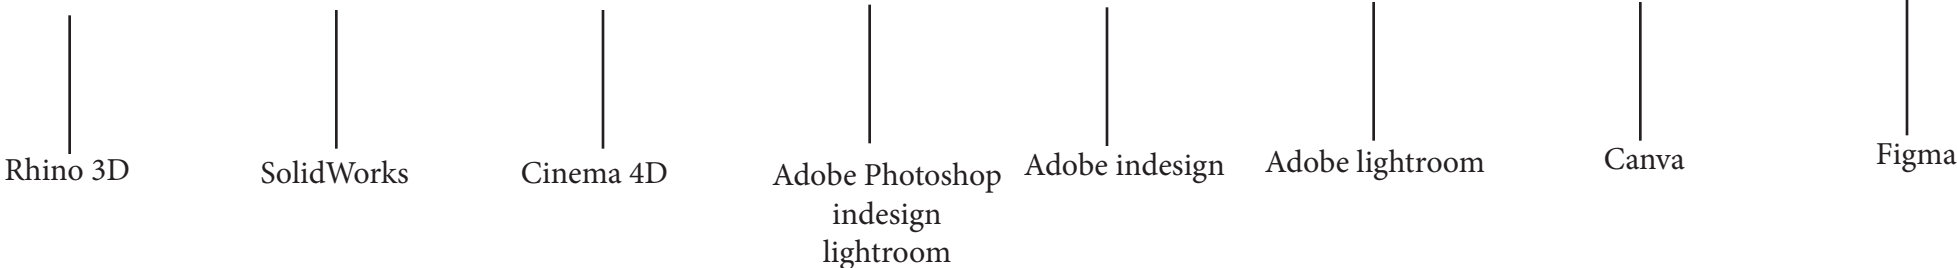 Rhino 3D
SolidWorks
Cinema 4D
Adobe Photoshop
indesign
lightroom
Adobe indesign
Adobe lightroom
Canva
Figma